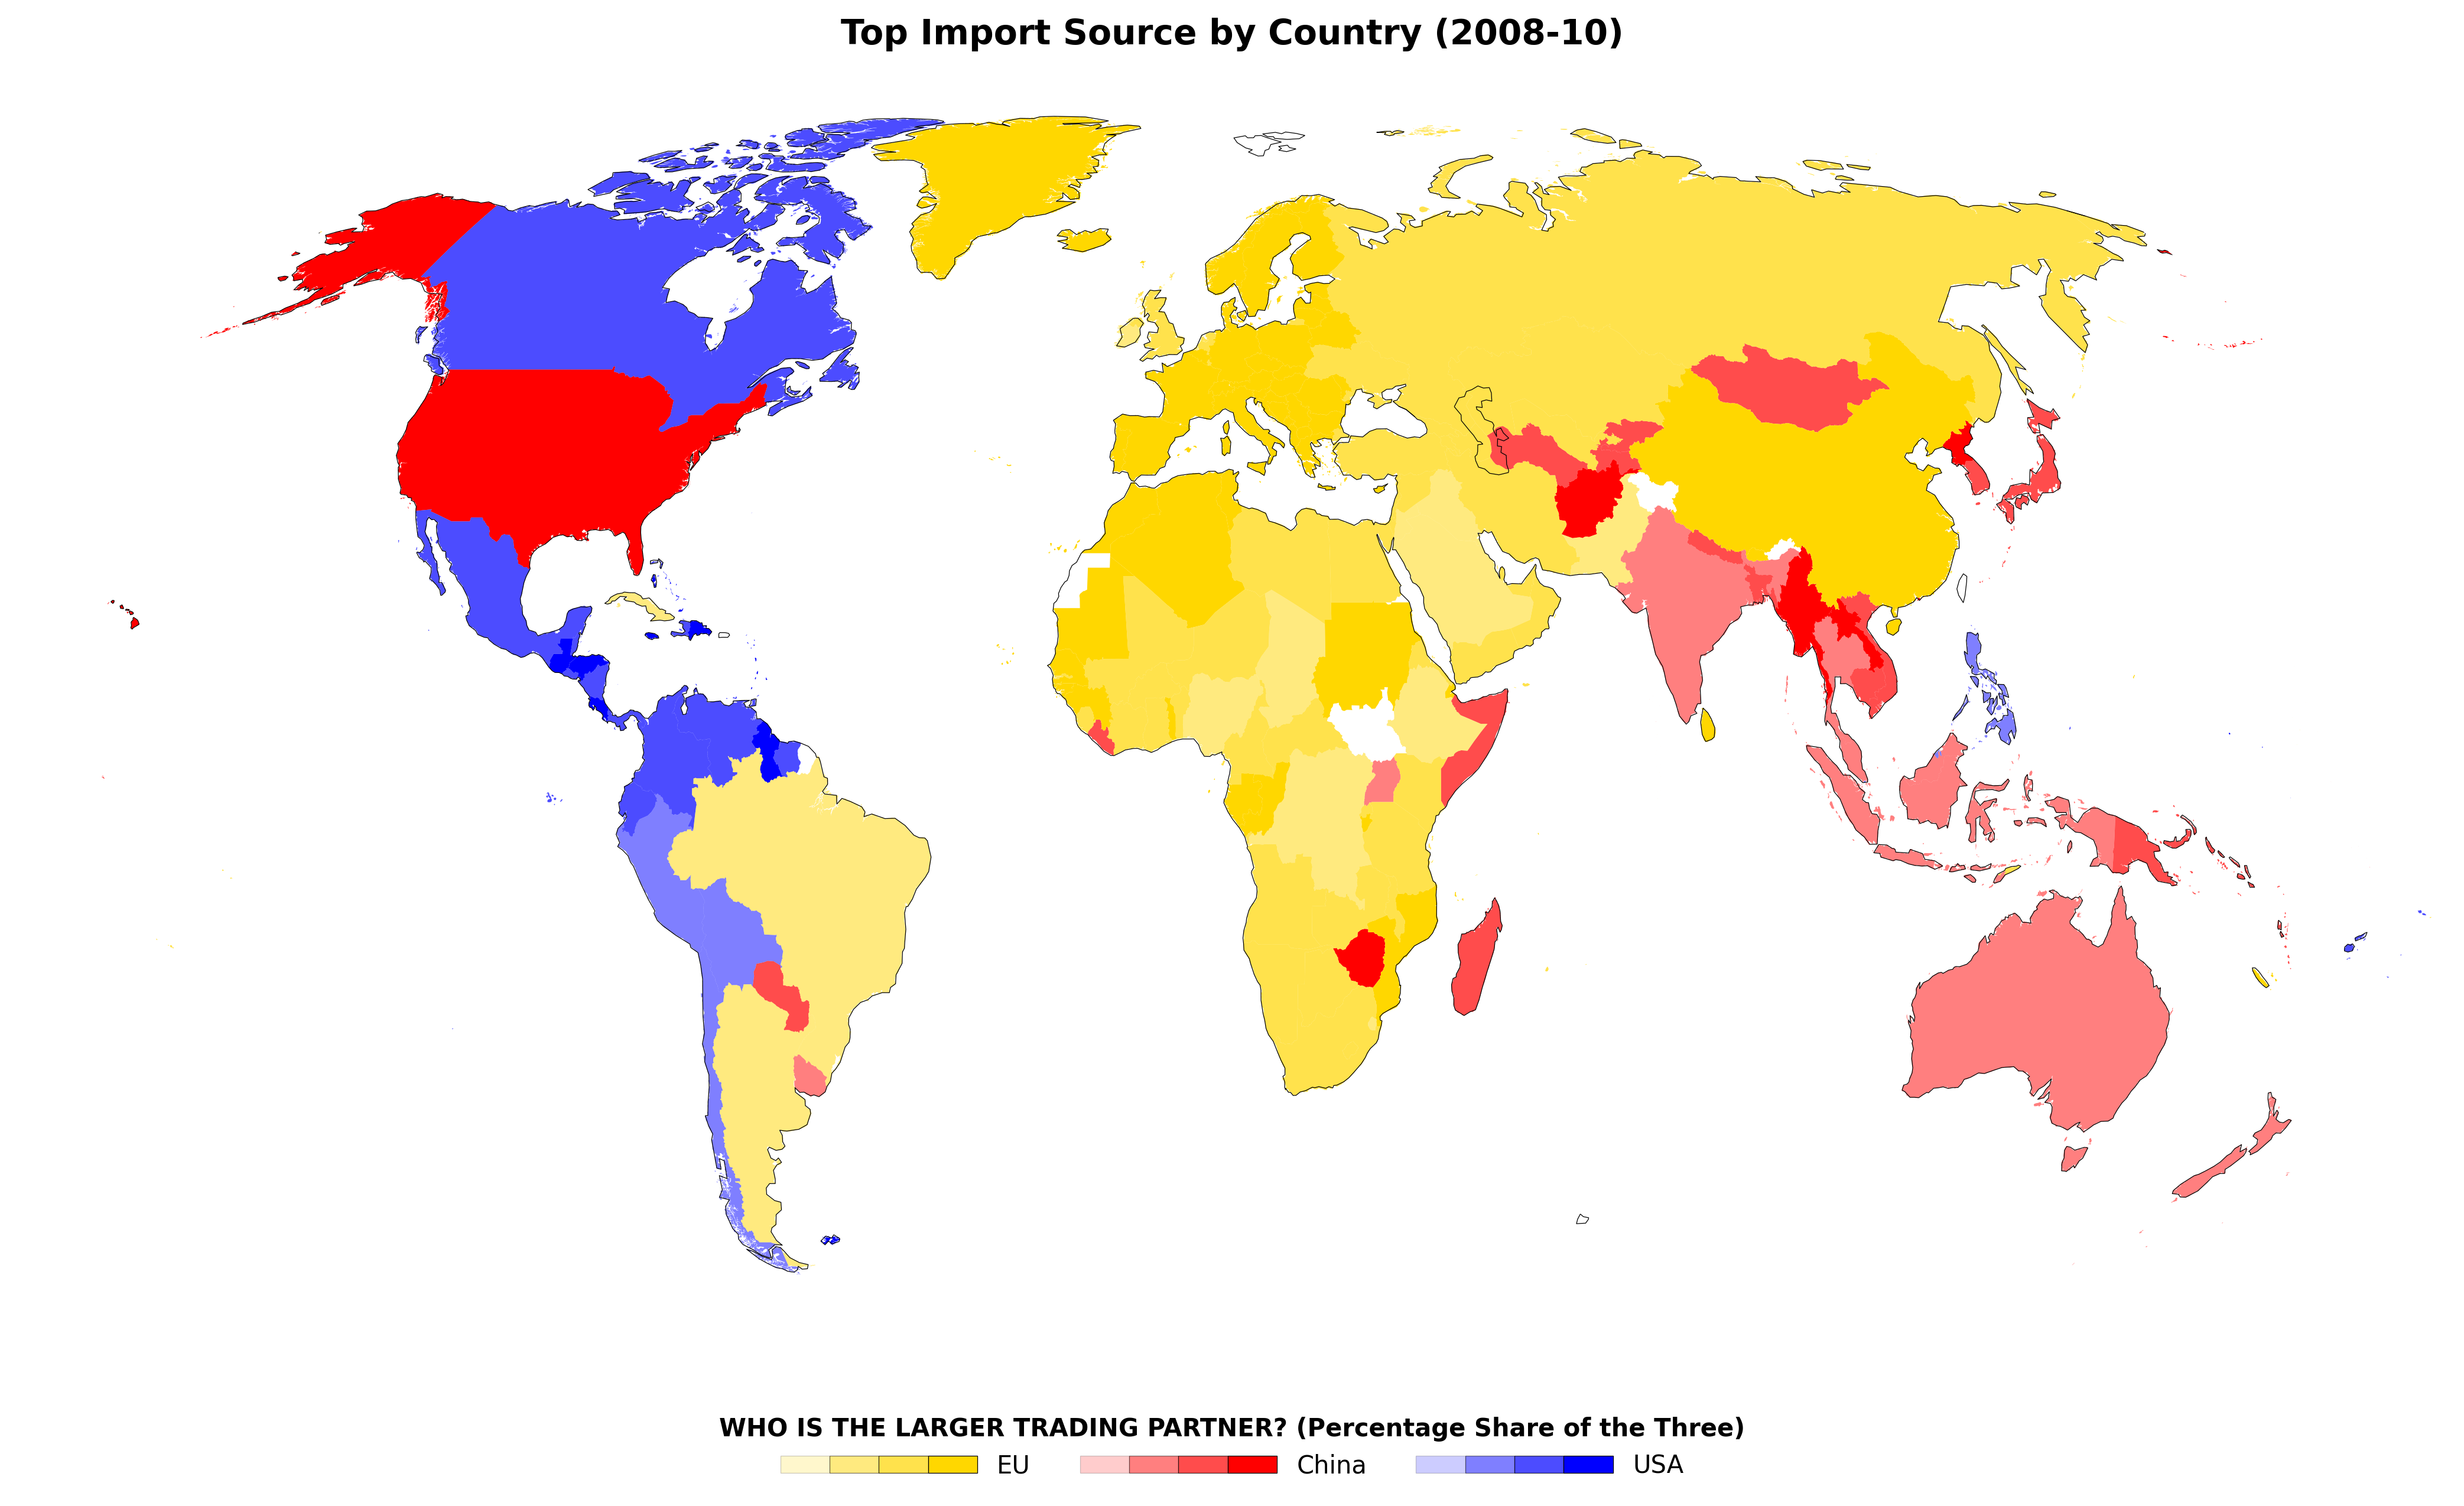 Top Import Source by Country (2008-10)
WHO IS THE LARGER TRADING PARTNER? (Percentage Share of the Three)
EU China USA